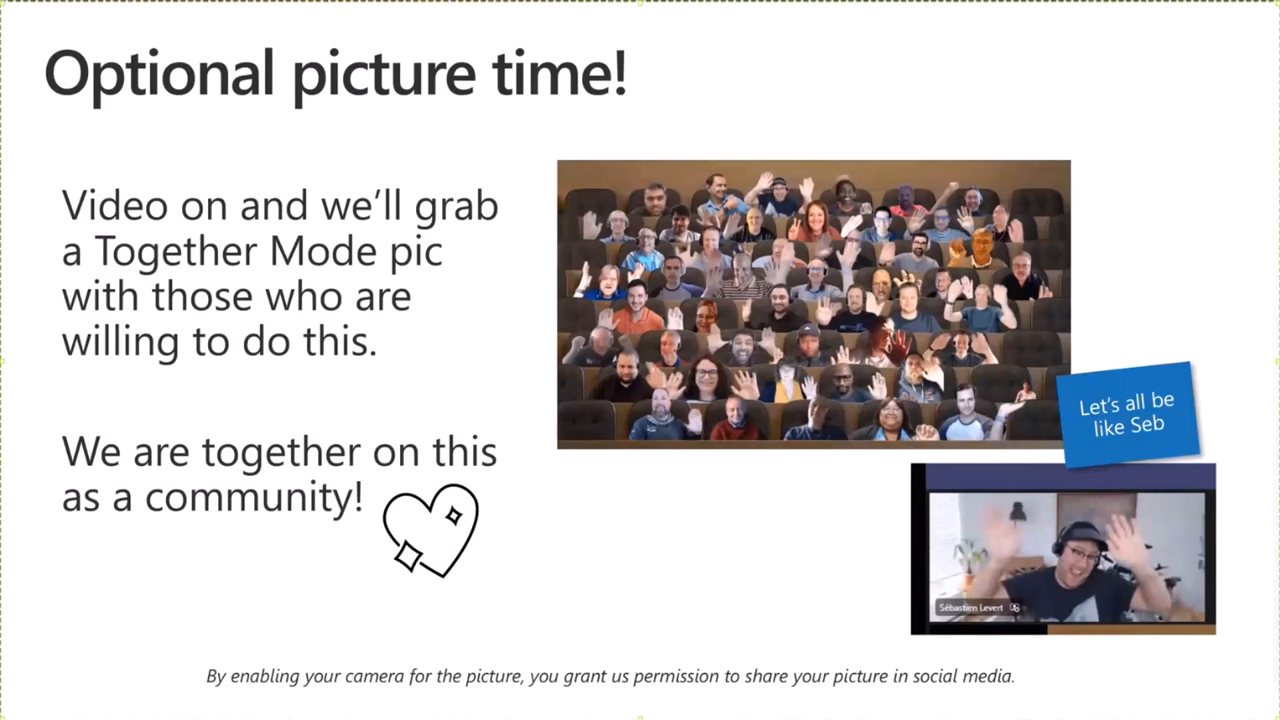 Optional picture time!
Video on and we’ll grab
a Together Mode pic
with those who are
willing to do this.
We are together on this
as a community!
Let's all be
like Seb
Sébastien Levert
By enabling your camera for the picture, you grant us permission to share your picture in social media.